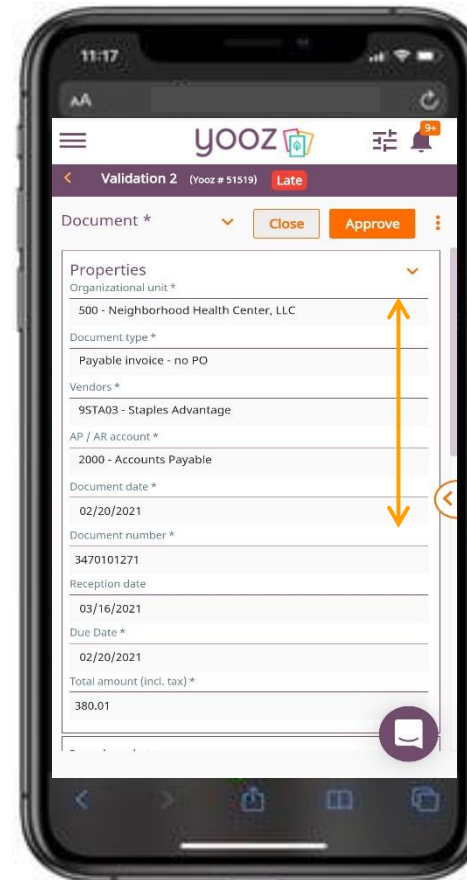 11:17
AA
yooz
9+
Validation 2 (Yooz # 51519) Late
Document * Close Approve
Properties
Organizational unit *
500 - Neighborhood Health Center, LLC
Document type *
Payable invoice - no PO
Vendors *
9STA03 - Staples Advantage
AP / AR account *
2000 - Accounts Payable
Document date *
02/20/2021
Document number *
3470101271
Reception date
03/16/2021
Due Date *
02/20/2021
Total amount (incl. tax) *
380.01